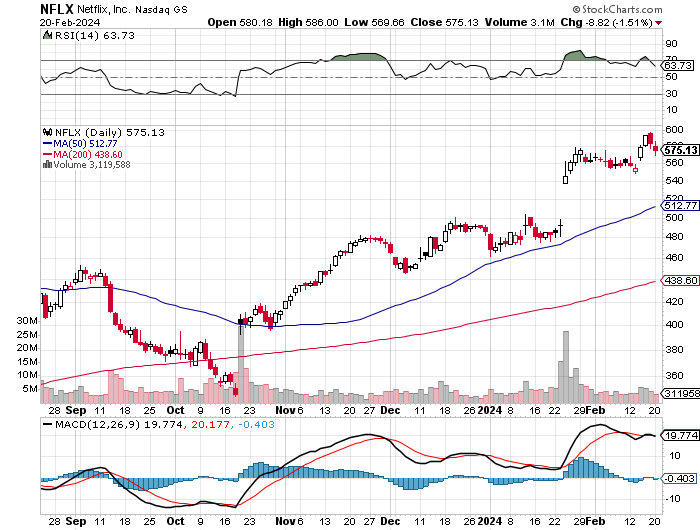 NFLX Netflix, Inc. Nasdaq GS
© StockCharts.com
20-Feb-2024 Open 580.18 High 586.00 Low 569.66 Close 575.13 Volume 3.1M Chg -8.82 (-1.51%)
RSI(14) 63.73
90
70
63.73
50
30
10
NFLX (Daily) 575.13
MA(50) 512.77
MA(200) 438.60
Volume 3,119,588
600
575.13
560
540
512.77
500
480
460
438.60
420
400
380
360
311958
30M
25M
20M
15M
10M
5M
28 Sep 11 18 25 Oct 9 16 23 Nov 6 13 20 27 Dec 11 18 26 2024 8 16 22 29 Feb 12 20
MACD(12,26,9) 19.774, 20.177, -0.403
19.774
10
-0.403
-10
28 Sep 11 18 25 Oct 9 16 23 Nov 6 13 20 27 Dec 11 18 26 2024 8 16 22 29 Feb 12 20